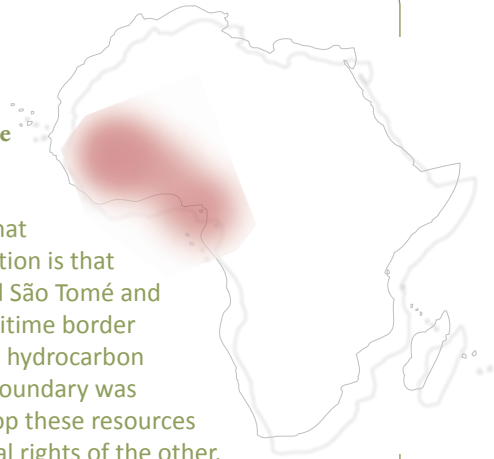 e
hat
tion is that
l São Tomé and
itime border
hydrocarbon
oundary was
op these resources
al rights of the other.